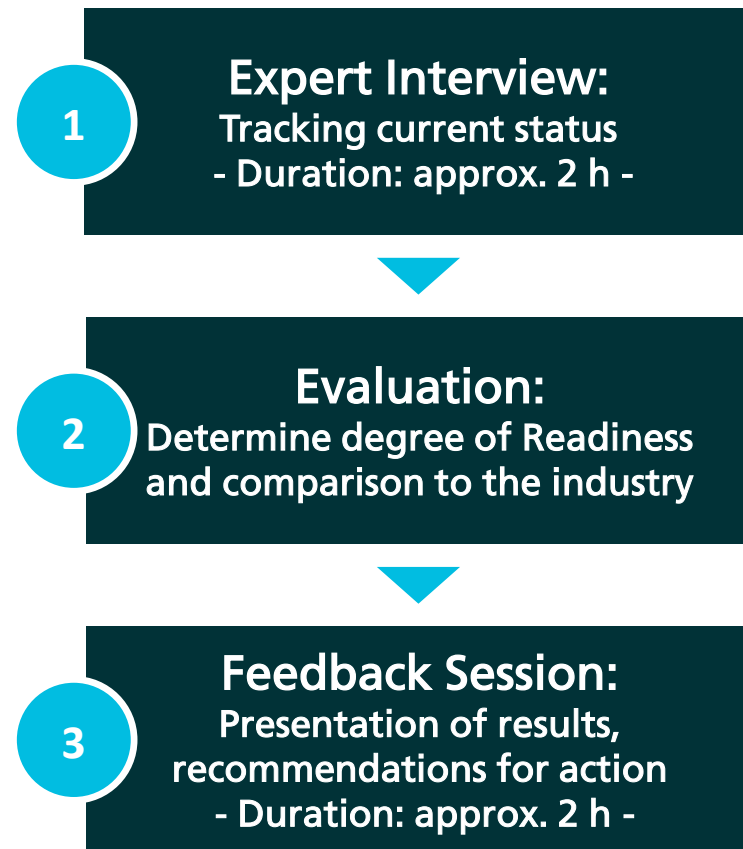 1
Expert Interview:
Tracking current status
- Duration: approx. 2 h -
2
Evaluation:
Determine degree of Readiness
and comparison to the industry
3
Feedback Session:
Presentation of results,
recommendations for action
- Duration: approx. 2 h -